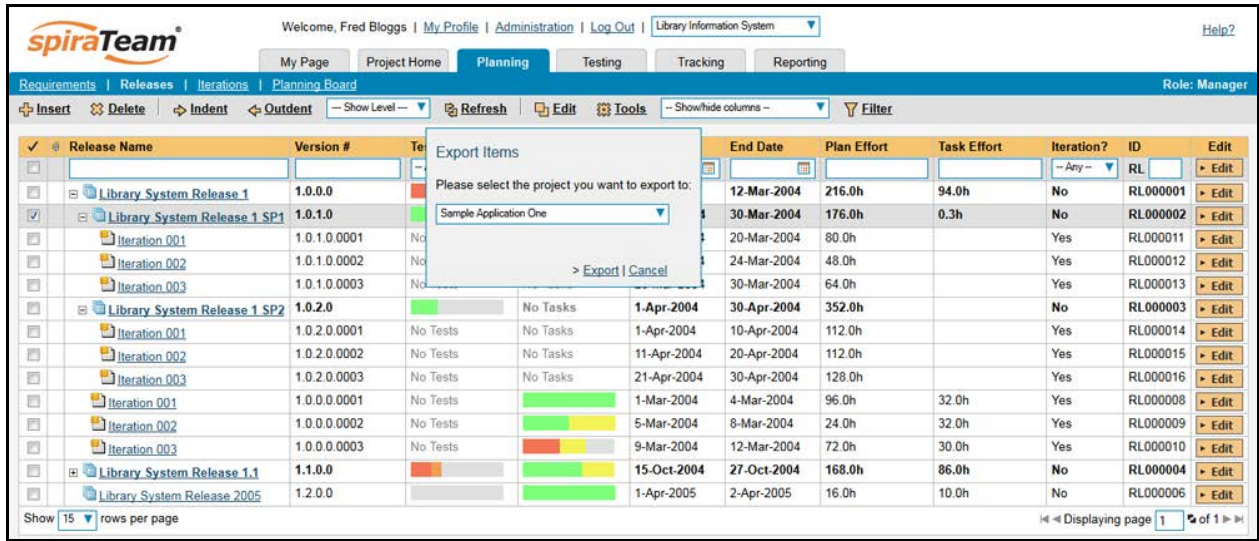 spiraTeam®
Welcome, Fred Bloggs | My Profile | Administration | Log Out | Library Information System
Help?
My Page Project Home Planning Testing Tracking Reporting
Requirements | Releases | Iterations | Planning Board
Role: Manager
Insert Delete Indent Outdent -- Show Level --- Refresh Edit Tools -- Show/hide columns -- Filter
Release Name Version # Te End Date Plan Effort Task Effort Iteration? ID Edit
-- -- Any -- RL Edit
Library System Release 1 1.0.0.0 12-Mar-2004 216.0h 94.0h No RL000001 Edit
Library System Release 1 SP1 1.0.1.0 4 30-Mar-2004 176.0h 0.3h No RL000002 Edit
Iteration 001 1.0.1.0.0001 No 20-Mar-2004 80.0h Yes RL000011 Edit
Iteration 002 1.0.1.0.0002 No 24-Mar-2004 48.0h Yes RL000012 Edit
Iteration 003 1.0.1.0.0003 No Tests 30-Mar-2004 64.0h Yes RL000013 Edit
Library System Release 1 SP2 1.0.2.0 No Tasks 1-Apr-2004 30-Apr-2004 352.0h No RL000003 Edit
Iteration 001 1.0.2.0.0001 No Tests No Tasks 1-Apr-2004 10-Apr-2004 112.0h Yes RL000014 Edit
Iteration 002 1.0.2.0.0002 No Tests No Tasks 11-Apr-2004 20-Apr-2004 112.0h Yes RL000015 Edit
Iteration 003 1.0.2.0.0003 No Tests No Tasks 21-Apr-2004 30-Apr-2004 128.0h Yes RL000016 Edit
Iteration 001 1.0.0.0.0001 No Tests 1-Mar-2004 4-Mar-2004 96.0h 32.0h Yes RL000008 Edit
Iteration 002 1.0.0.0.0002 No Tests 5-Mar-2004 8-Mar-2004 24.0h 32.0h Yes RL000009 Edit
Iteration 003 1.0.0.0.0003 No Tests 9-Mar-2004 12-Mar-2004 72.0h 30.0h Yes RL000010 Edit
Library System Release 1.1 1.1.0.0 15-Oct-2004 27-Oct-2004 168.0h 86.0h No RL000004 Edit
Library System Release 2005 1.2.0.0 1-Apr-2005 2-Apr-2005 16.0h 10.0h No RL000006 Edit
Show 15 rows per page
Displaying page 1 of 1
Export Items
Please select the project you want to export to:
Sample Application One
> Export | Cancel